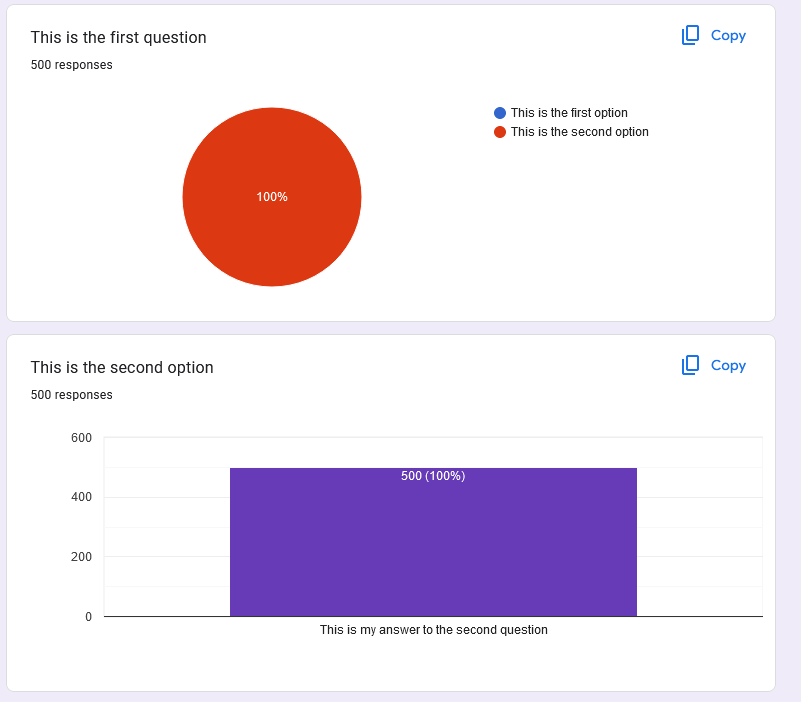 This is the first question
Copy
500 responses
This is the first option
This is the second option
100%
This is the second option
Copy
500 responses
600
500 (100%)
400
200
0
This is my answer to the second question